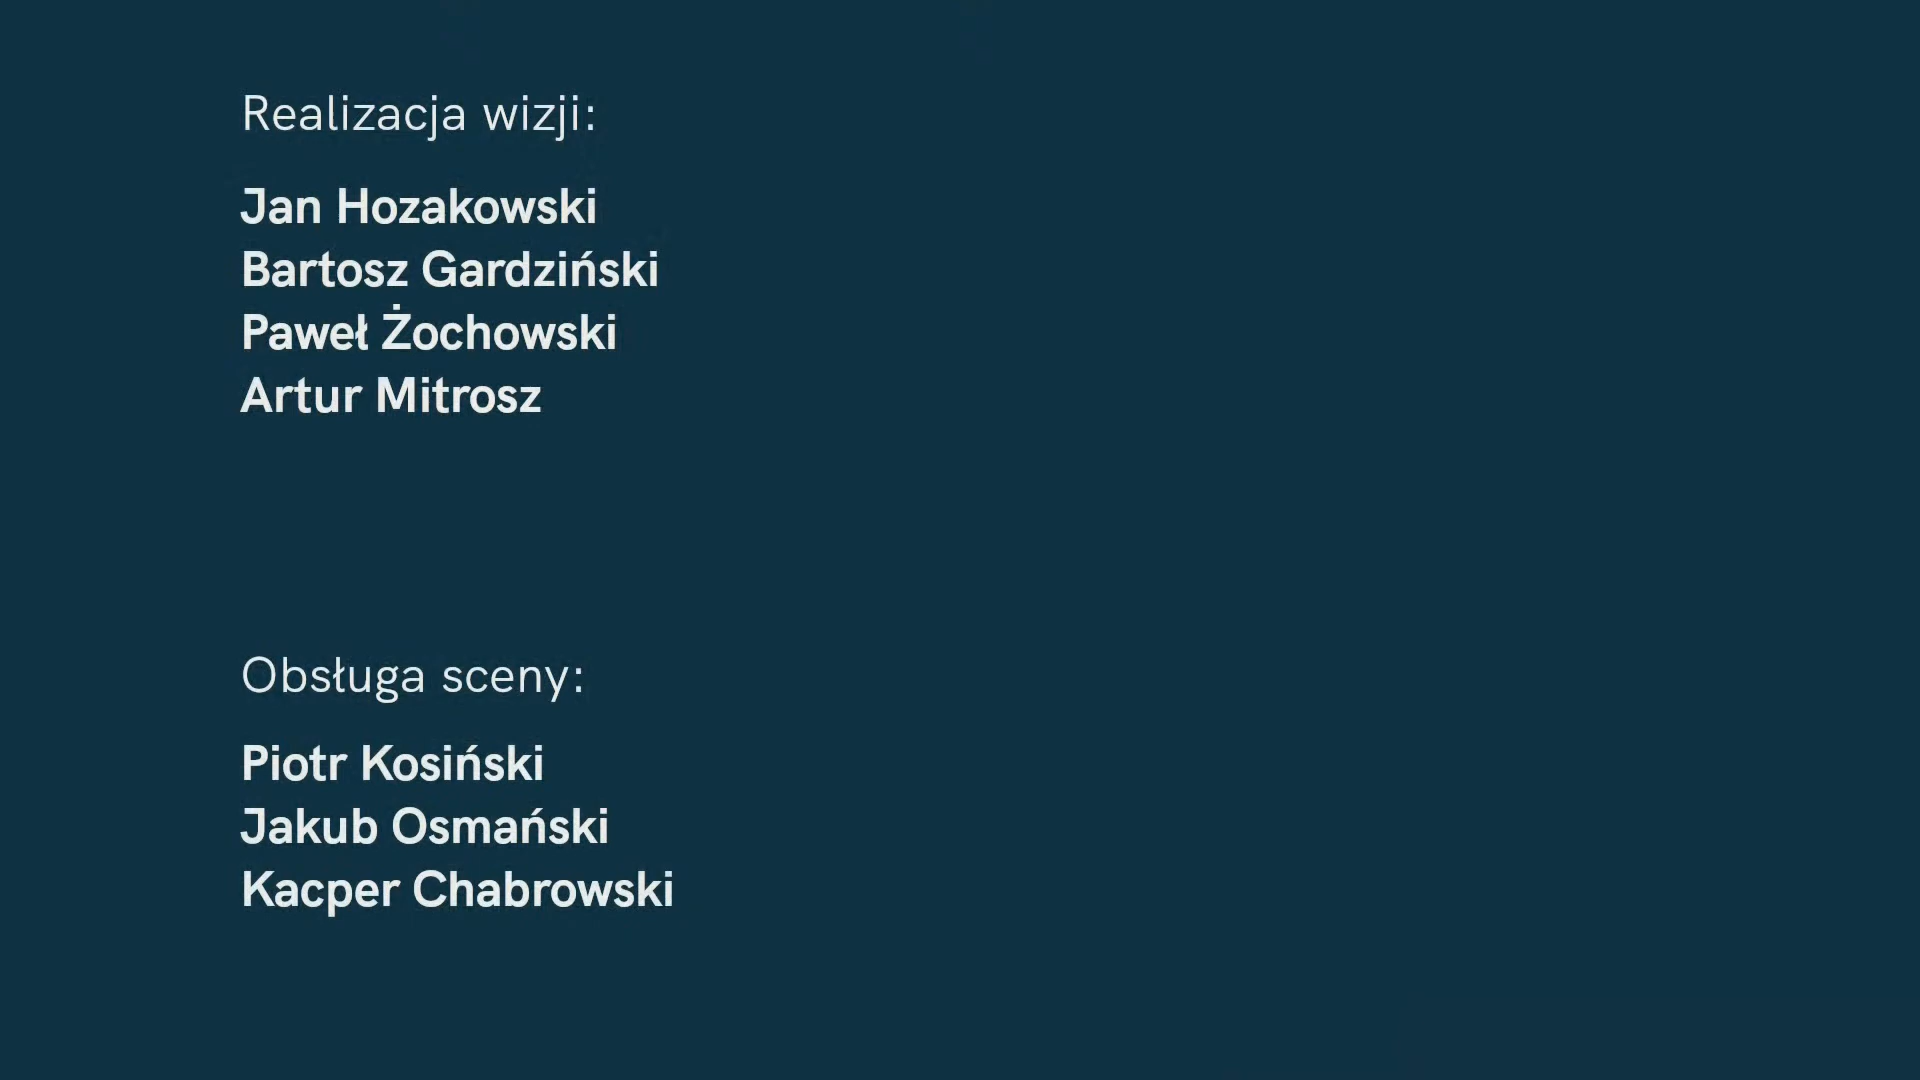 Realizacja wizji:
Jan Hozakowski
Bartosz Gardziński
Paweł Żochowski
Artur Mitrosz
Obsługa sceny:
Piotr Kosiński
Jakub Osmański
Kacper Chabrowski